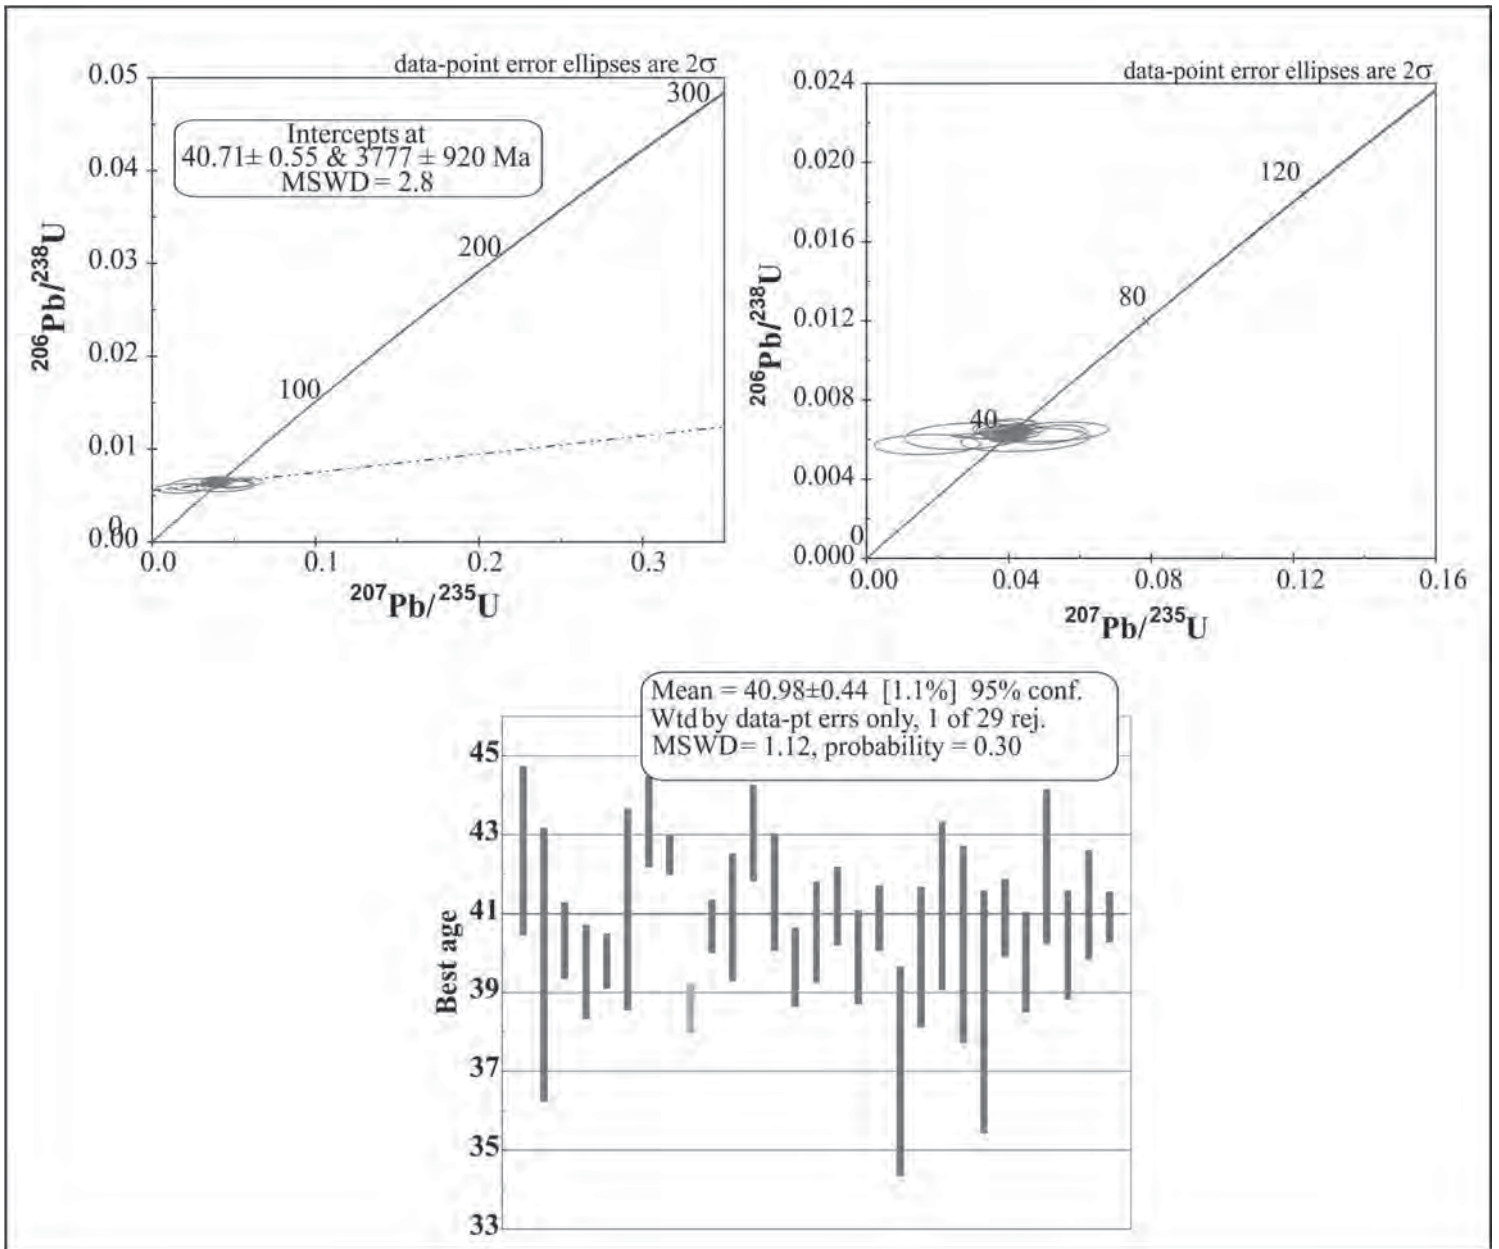 data-point error ellipses are 2σ
0.05
0.04
0.03
0.02
0.01
0.00
0
100
200
300
Intercepts at
40.71± 0.55 & 3777 ± 920 Ma
MSWD = 2.8
206Pb/238U
0.0
0.1
0.2
0.3
207Pb/235U
data-point error ellipses are 2σ
0.024
0.020
0.016
0.012
0.008
0.004
0.000
0
40
80
120
206Pb/238U
0.00
0.04
0.08
0.12
0.16
207Pb/235U
Mean = 40.98±0.44 [1.1%] 95% conf.
Wtd by data-pt errs only, 1 of 29 rej.
MSWD = 1.12, probability = 0.30
45
43
41
39
37
35
33
Best age